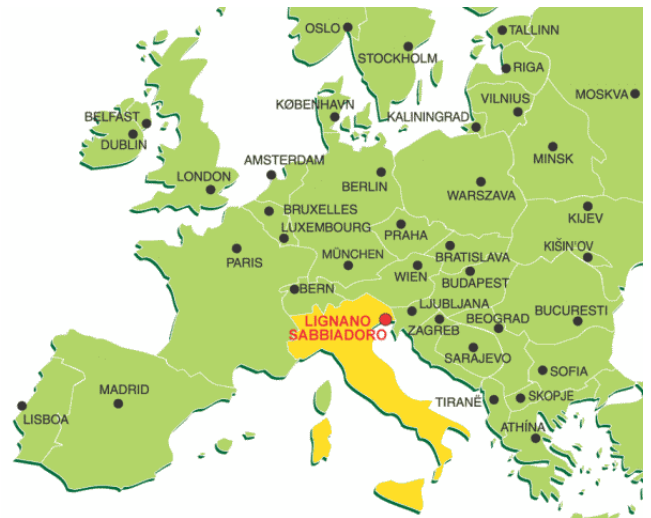 OSLO
TALLINN
STOCKHOLM
RIGA
MOSKVA
VILNIUS
KØBENHAVN
KALININGRAD
BELFAST
DUBLIN
MINSK
AMSTERDAM
LONDON
BERLIN
WARSZAVA
BRUXELLES
KIJEV
LUXEMBOURG
PRAHA
KIŠIN'OV
PARIS
MÜNCHEN
BRATISLAVA
WIEN
BUDAPEST
BERN
LJUBLJANA
BUCURESTI
LIGNANO
SABBIADORO
BEOGRAD
ZAGREB
SARAJEVO
SOFIA
MADRID
TIRANË
SKOPJE
LISBOA
ATHÍNA